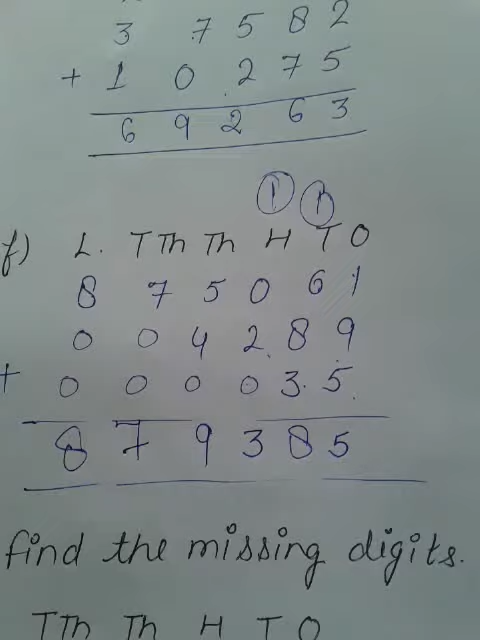 3 7 5 8 2
+ 1 0 2 7 5
6 9 2 6 3
1 1
f) L. TTh Th H T O
8 7 5 0 6 1
0 0 4 2 8 9
+ 0 0 0 0 3 5
8 7 9 3 8 5
find the missing digits.
TTh Th H T O